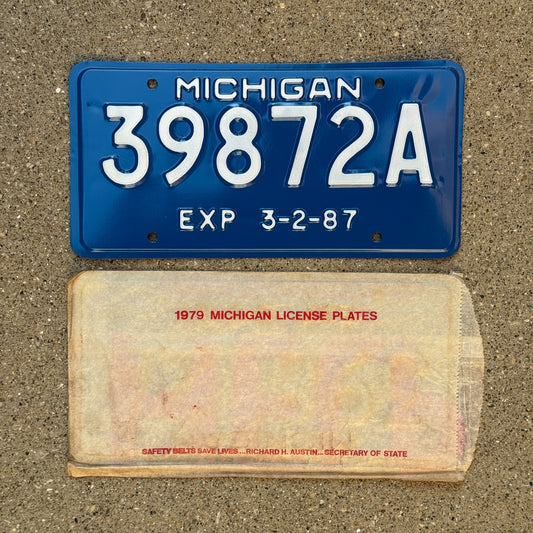 MICHIGAN
39872A
EXP 3-2-87
1979 MICHIGAN LICENSE PLATES
SAFETY BELTS SAVE LIVES...RICHARD H. AUSTIN...SECRETARY OF STATE